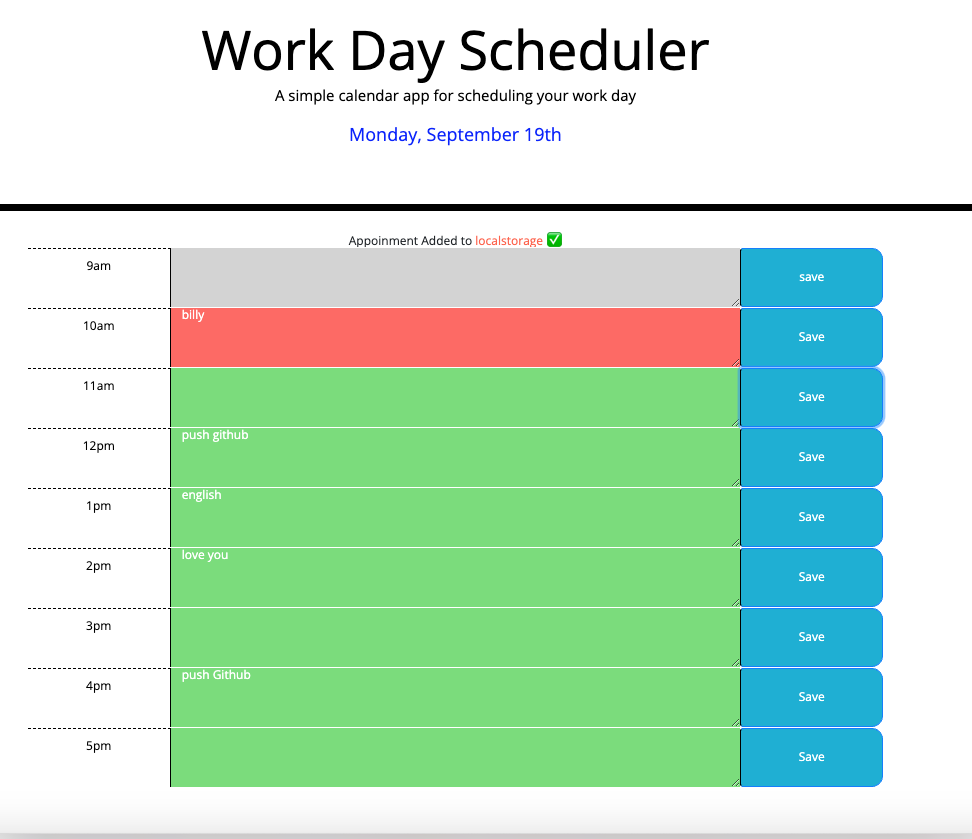 Work Day Scheduler
A simple calendar app for scheduling your work day
Monday, September 19th
Appoinment Added to localstorage ✅
9am save
10am billy Save
11am Save
12pm push github Save
1pm english Save
2pm love you Save
3pm Save
4pm push Github Save
5pm Save